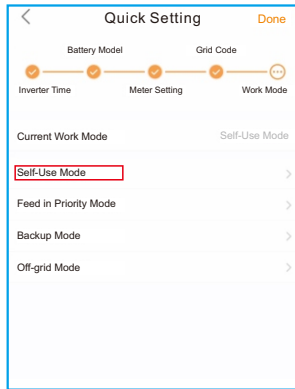 Quick Setting
Done
Battery Model
Grid Code
Inverter Time
Meter Setting
Work Mode
Current Work Mode
Self-Use Mode
Self-Use Mode
Feed in Priority Mode
Backup Mode
Off-grid Mode